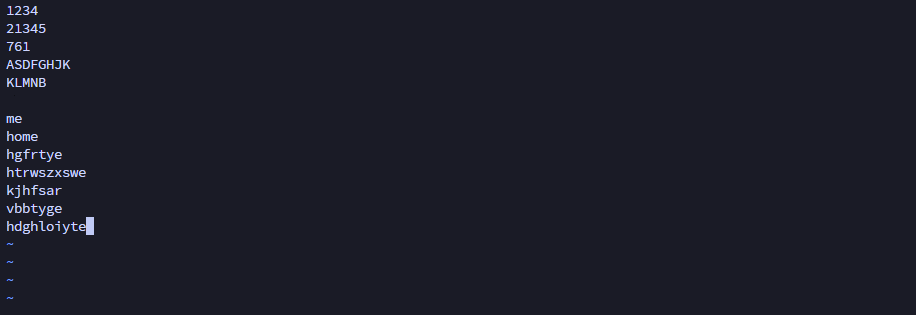 1234
21345
761
ASDFGHJK
KLMNB

me
home
hgfrtye
htrwszxswe
kjhfsar
vbbtyge
hdghloiyte
~
~
~
~